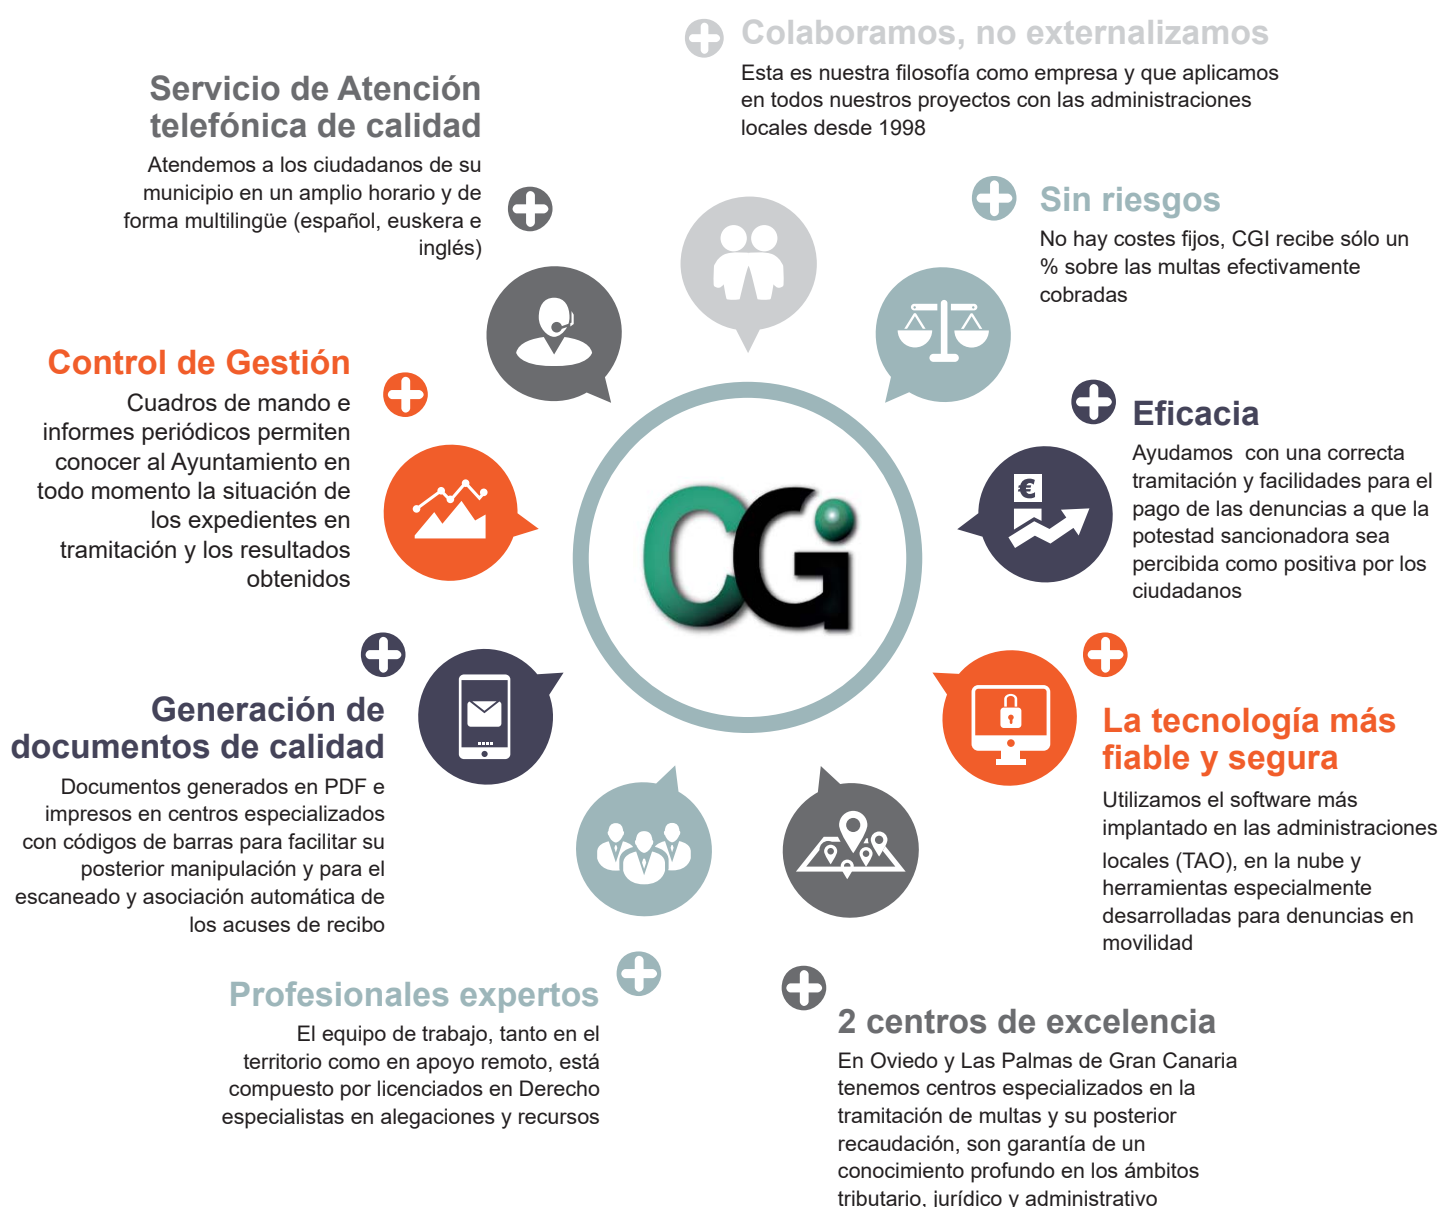 Colaboramos, no externalizamos
Esta es nuestra filosofía como empresa y que aplicamos
en todos nuestros proyectos con las administraciones
locales desde 1998
Servicio de Atención
telefónica de calidad
Atendemos a los ciudadanos de su
municipio en un amplio horario y de
forma multilingüe (español, euskera e
inglés)
Sin riesgos
No hay costes fijos, CGI recibe sólo un
% sobre las multas efectivamente
cobradas
Control de Gestión
Cuadros de mando e
informes periódicos permiten
conocer al Ayuntamiento en
todo momento la situación de
los expedientes en
tramitación y los resultados
obtenidos
Eficacia
Ayudamos  con una correcta
tramitación y facilidades para el
pago de las denuncias a que la
potestad sancionadora sea
percibida como positiva por los
ciudadanos
€
CGi
Generación de
documentos de calidad
Documentos generados en PDF e
impresos en centros especializados
con códigos de barras para facilitar su
posterior manipulación y para el
escaneado y asociación automática de
los acuses de recibo
La tecnología más
fiable y segura
Utilizamos el software más
implantado en las administraciones
locales (TAO), en la nube y
herramientas especialmente
desarrolladas para denuncias en
movilidad
Profesionales expertos
El equipo de trabajo, tanto en el
territorio como en apoyo remoto, está
compuesto por licenciados en Derecho
especialistas en alegaciones y recursos
2 centros de excelencia
En Oviedo y Las Palmas de Gran Canaria
tenemos centros especializados en la
tramitación de multas y su posterior
recaudación, son garantía de un
conocimiento profundo en los ámbitos
tributario, jurídico y administrativo